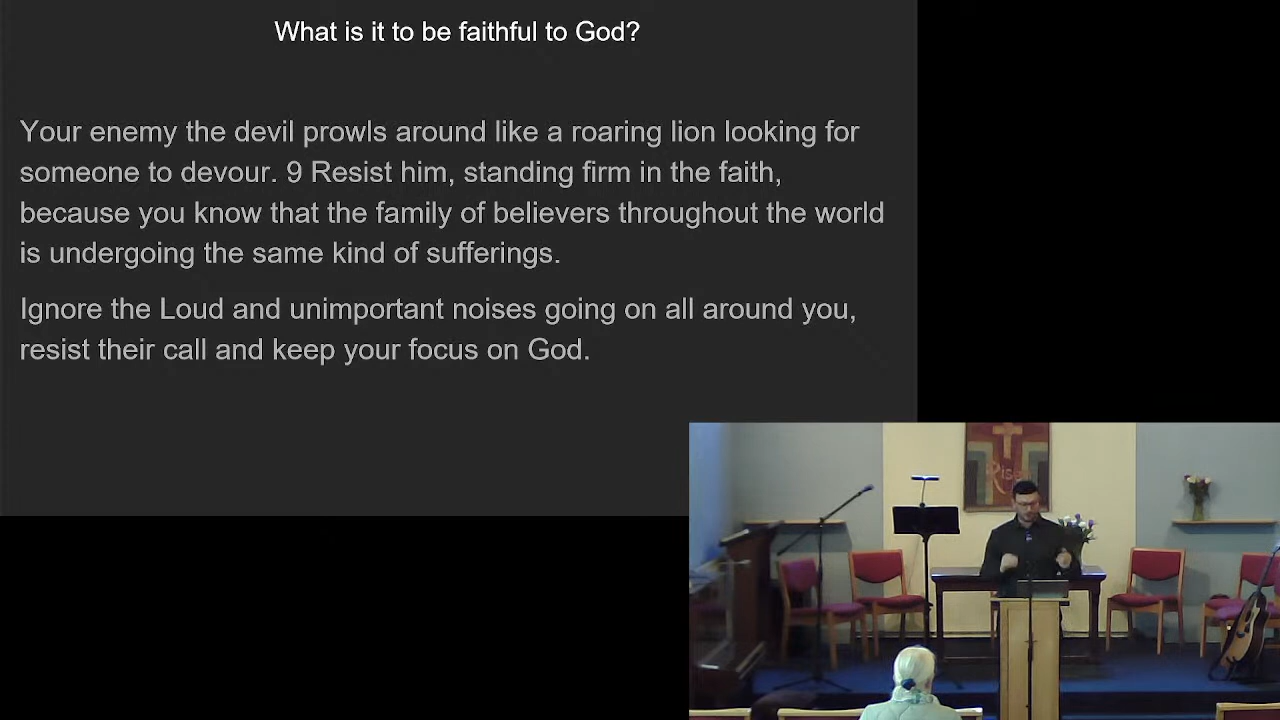 What is it to be faithful to God?
Your enemy the devil prowls around like a roaring lion looking for
someone to devour. 9 Resist him, standing firm in the faith,
because you know that the family of believers throughout the world
is undergoing the same kind of sufferings.
Ignore the Loud and unimportant noises going on all around you,
resist their call and keep your focus on God.
Rise